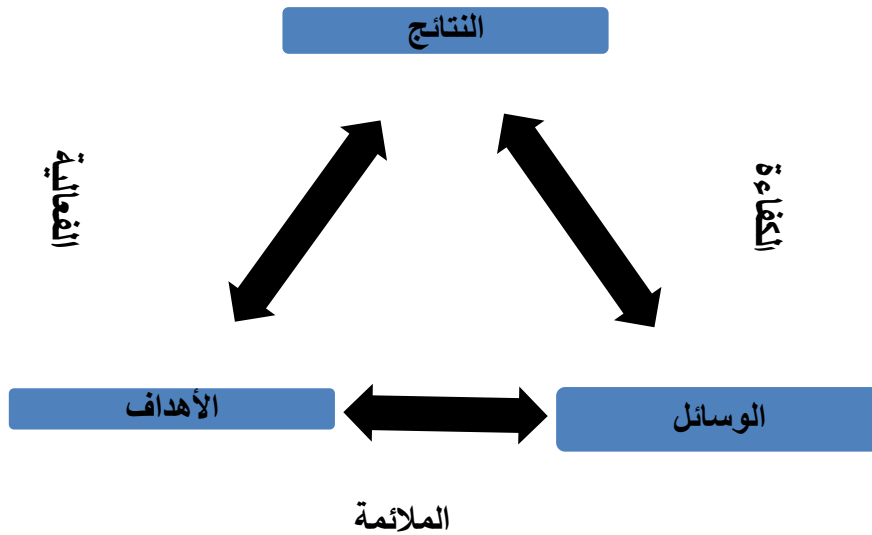 النتائج
الكفاءة
الفعالية
الوسائل
الأهداف
الملائمة